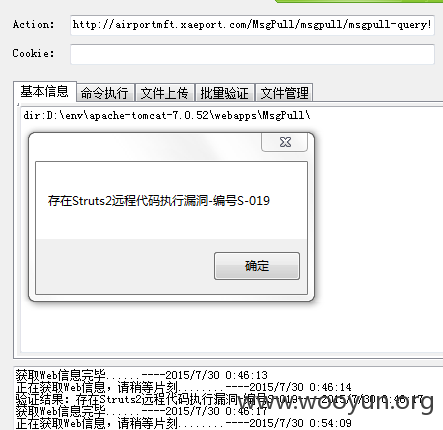 Action: http://airportmft.xaeport.com/MsgPull/msgpull/msgpull-query!
Cookie:
基本信息 命令执行 文件上传 批量验证 文件管理
dir:D:\env\apache-tomcat-7.0.52\webapps\MsgPull\
存在Struts2远程代码执行漏洞-编号S-019
确定
获取Web信息完毕......----2015/7/30 0:46:13
正在获取Web信息，请稍等片刻........----2015/7/30 0:46:14
验证结果：存在Struts2远程代码执行漏洞-编号S-019----2015/7/30 0:46:17
获取Web信息完毕......----2015/7/30 0:46:17
正在获取Web信息，请稍等片刻........----2015/7/30 0:54:09
www.wooyun.org